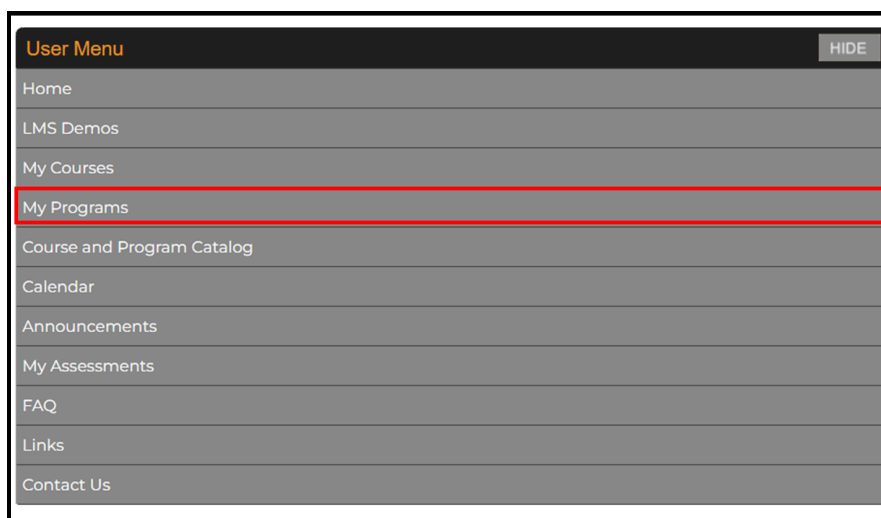 User Menu
HIDE
Home
LMS Demos
My Courses
My Programs
Course and Program Catalog
Calendar
Announcements
My Assessments
FAQ
Links
Contact Us